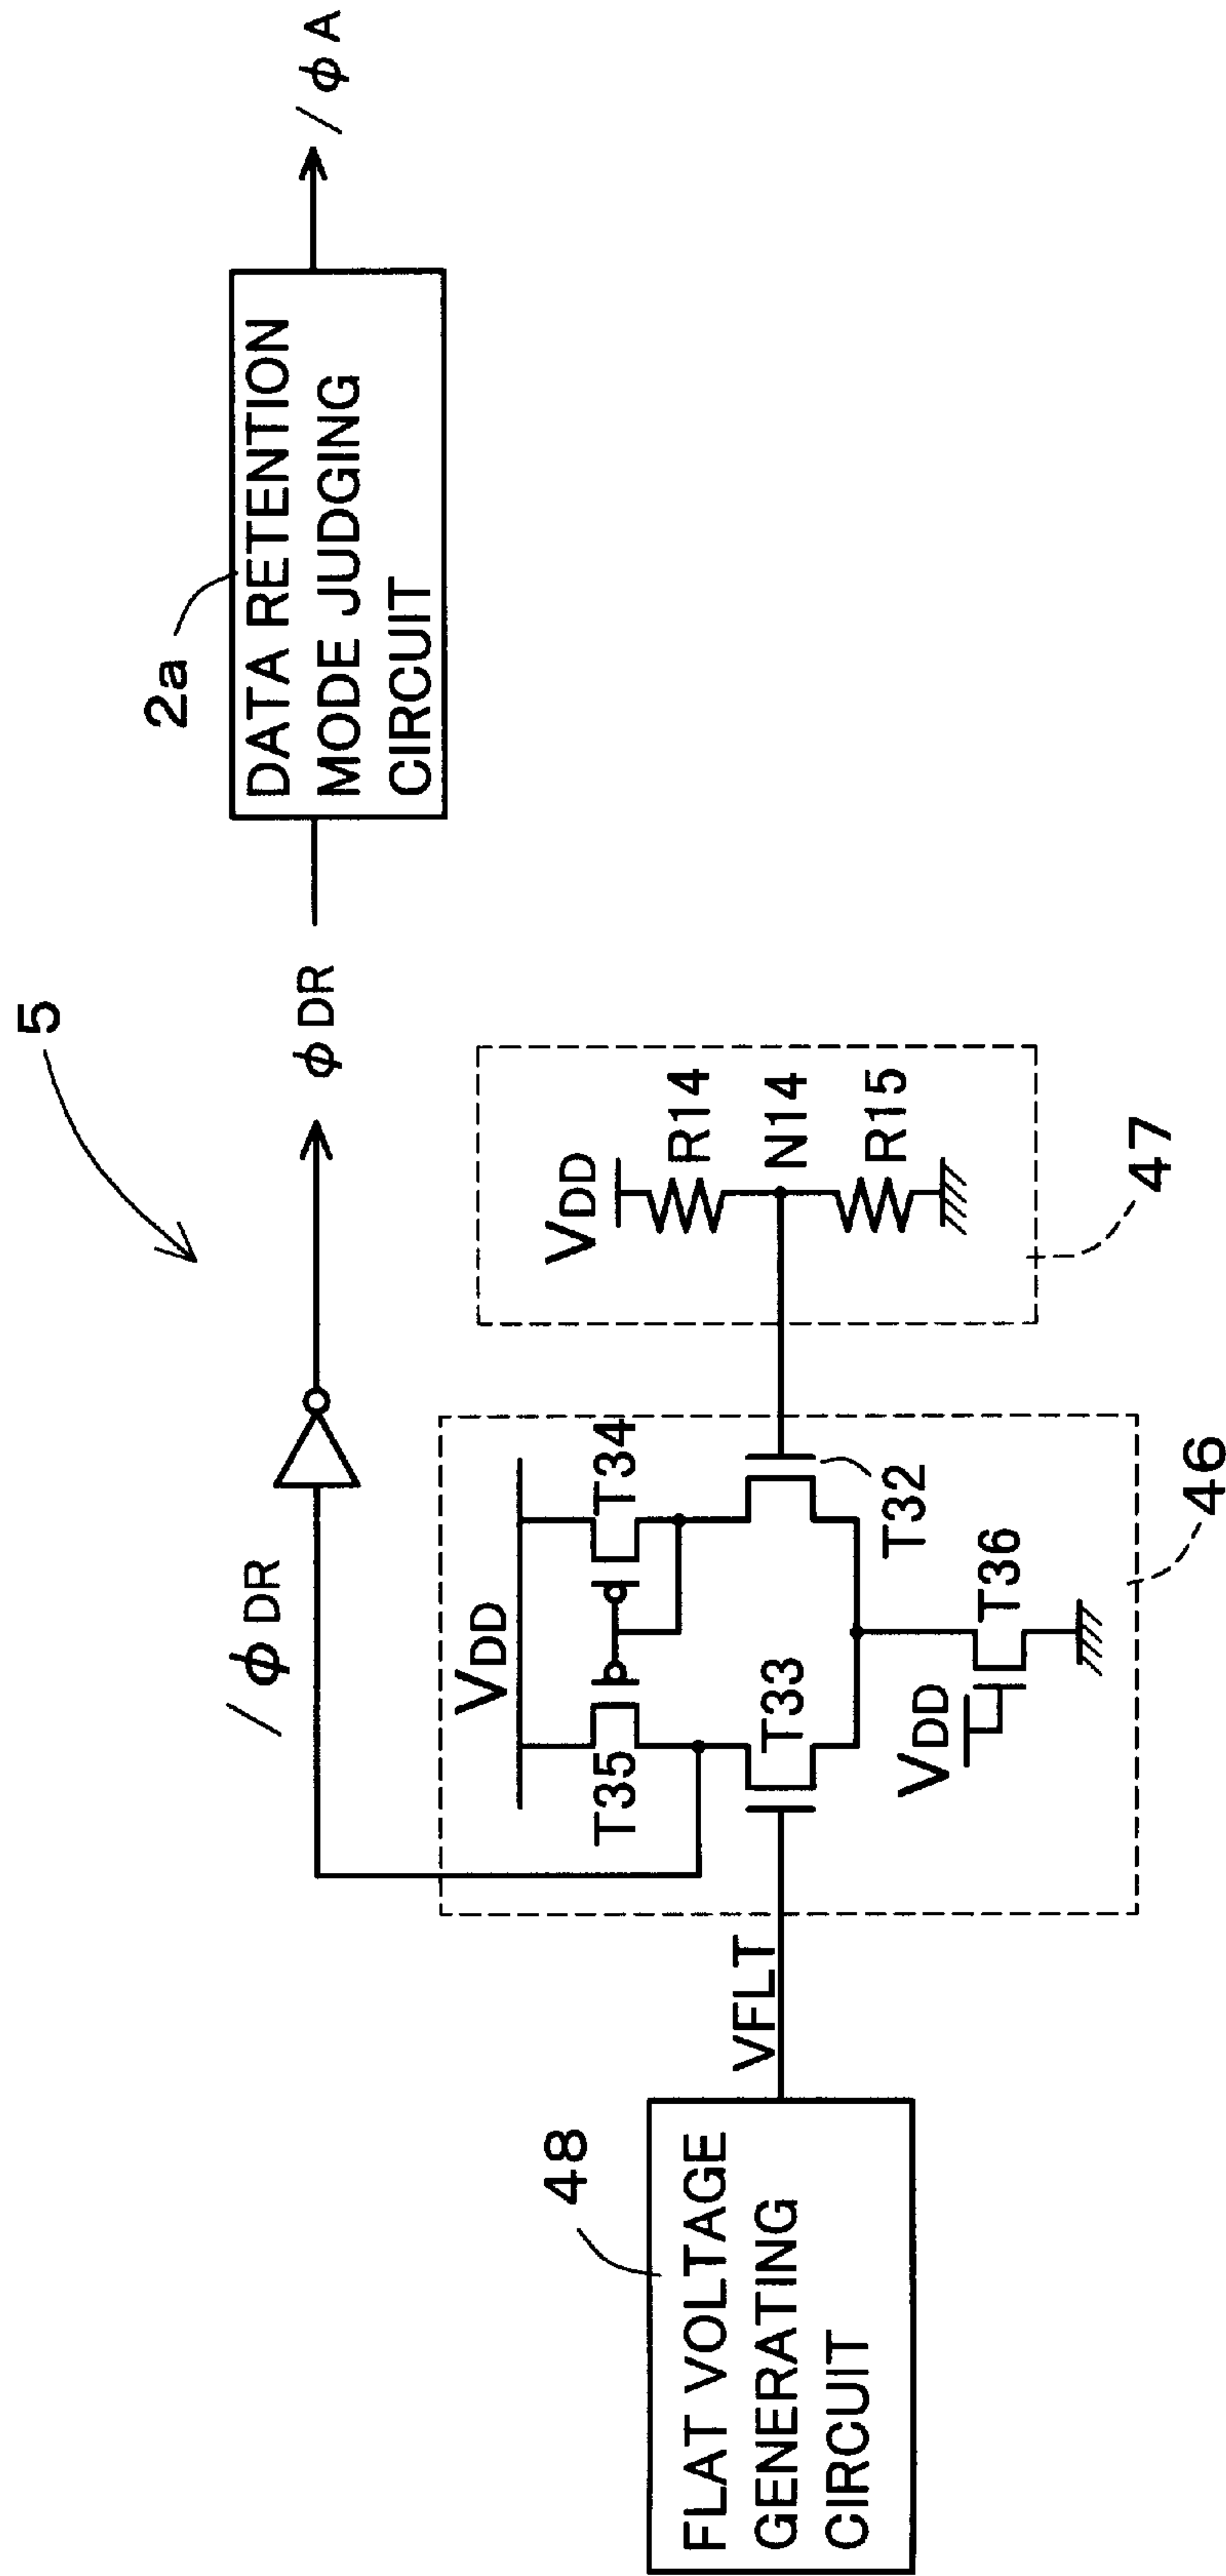 5
/φDR
φDR
2a
DATA RETENTION
MODE JUDGING
CIRCUIT
/φA
48
FLAT VOLTAGE
GENERATING
CIRCUIT
VFLT
VDD
T35
T34
T33
T32
VDD
T36
46
VDD
R14
N14
R15
47